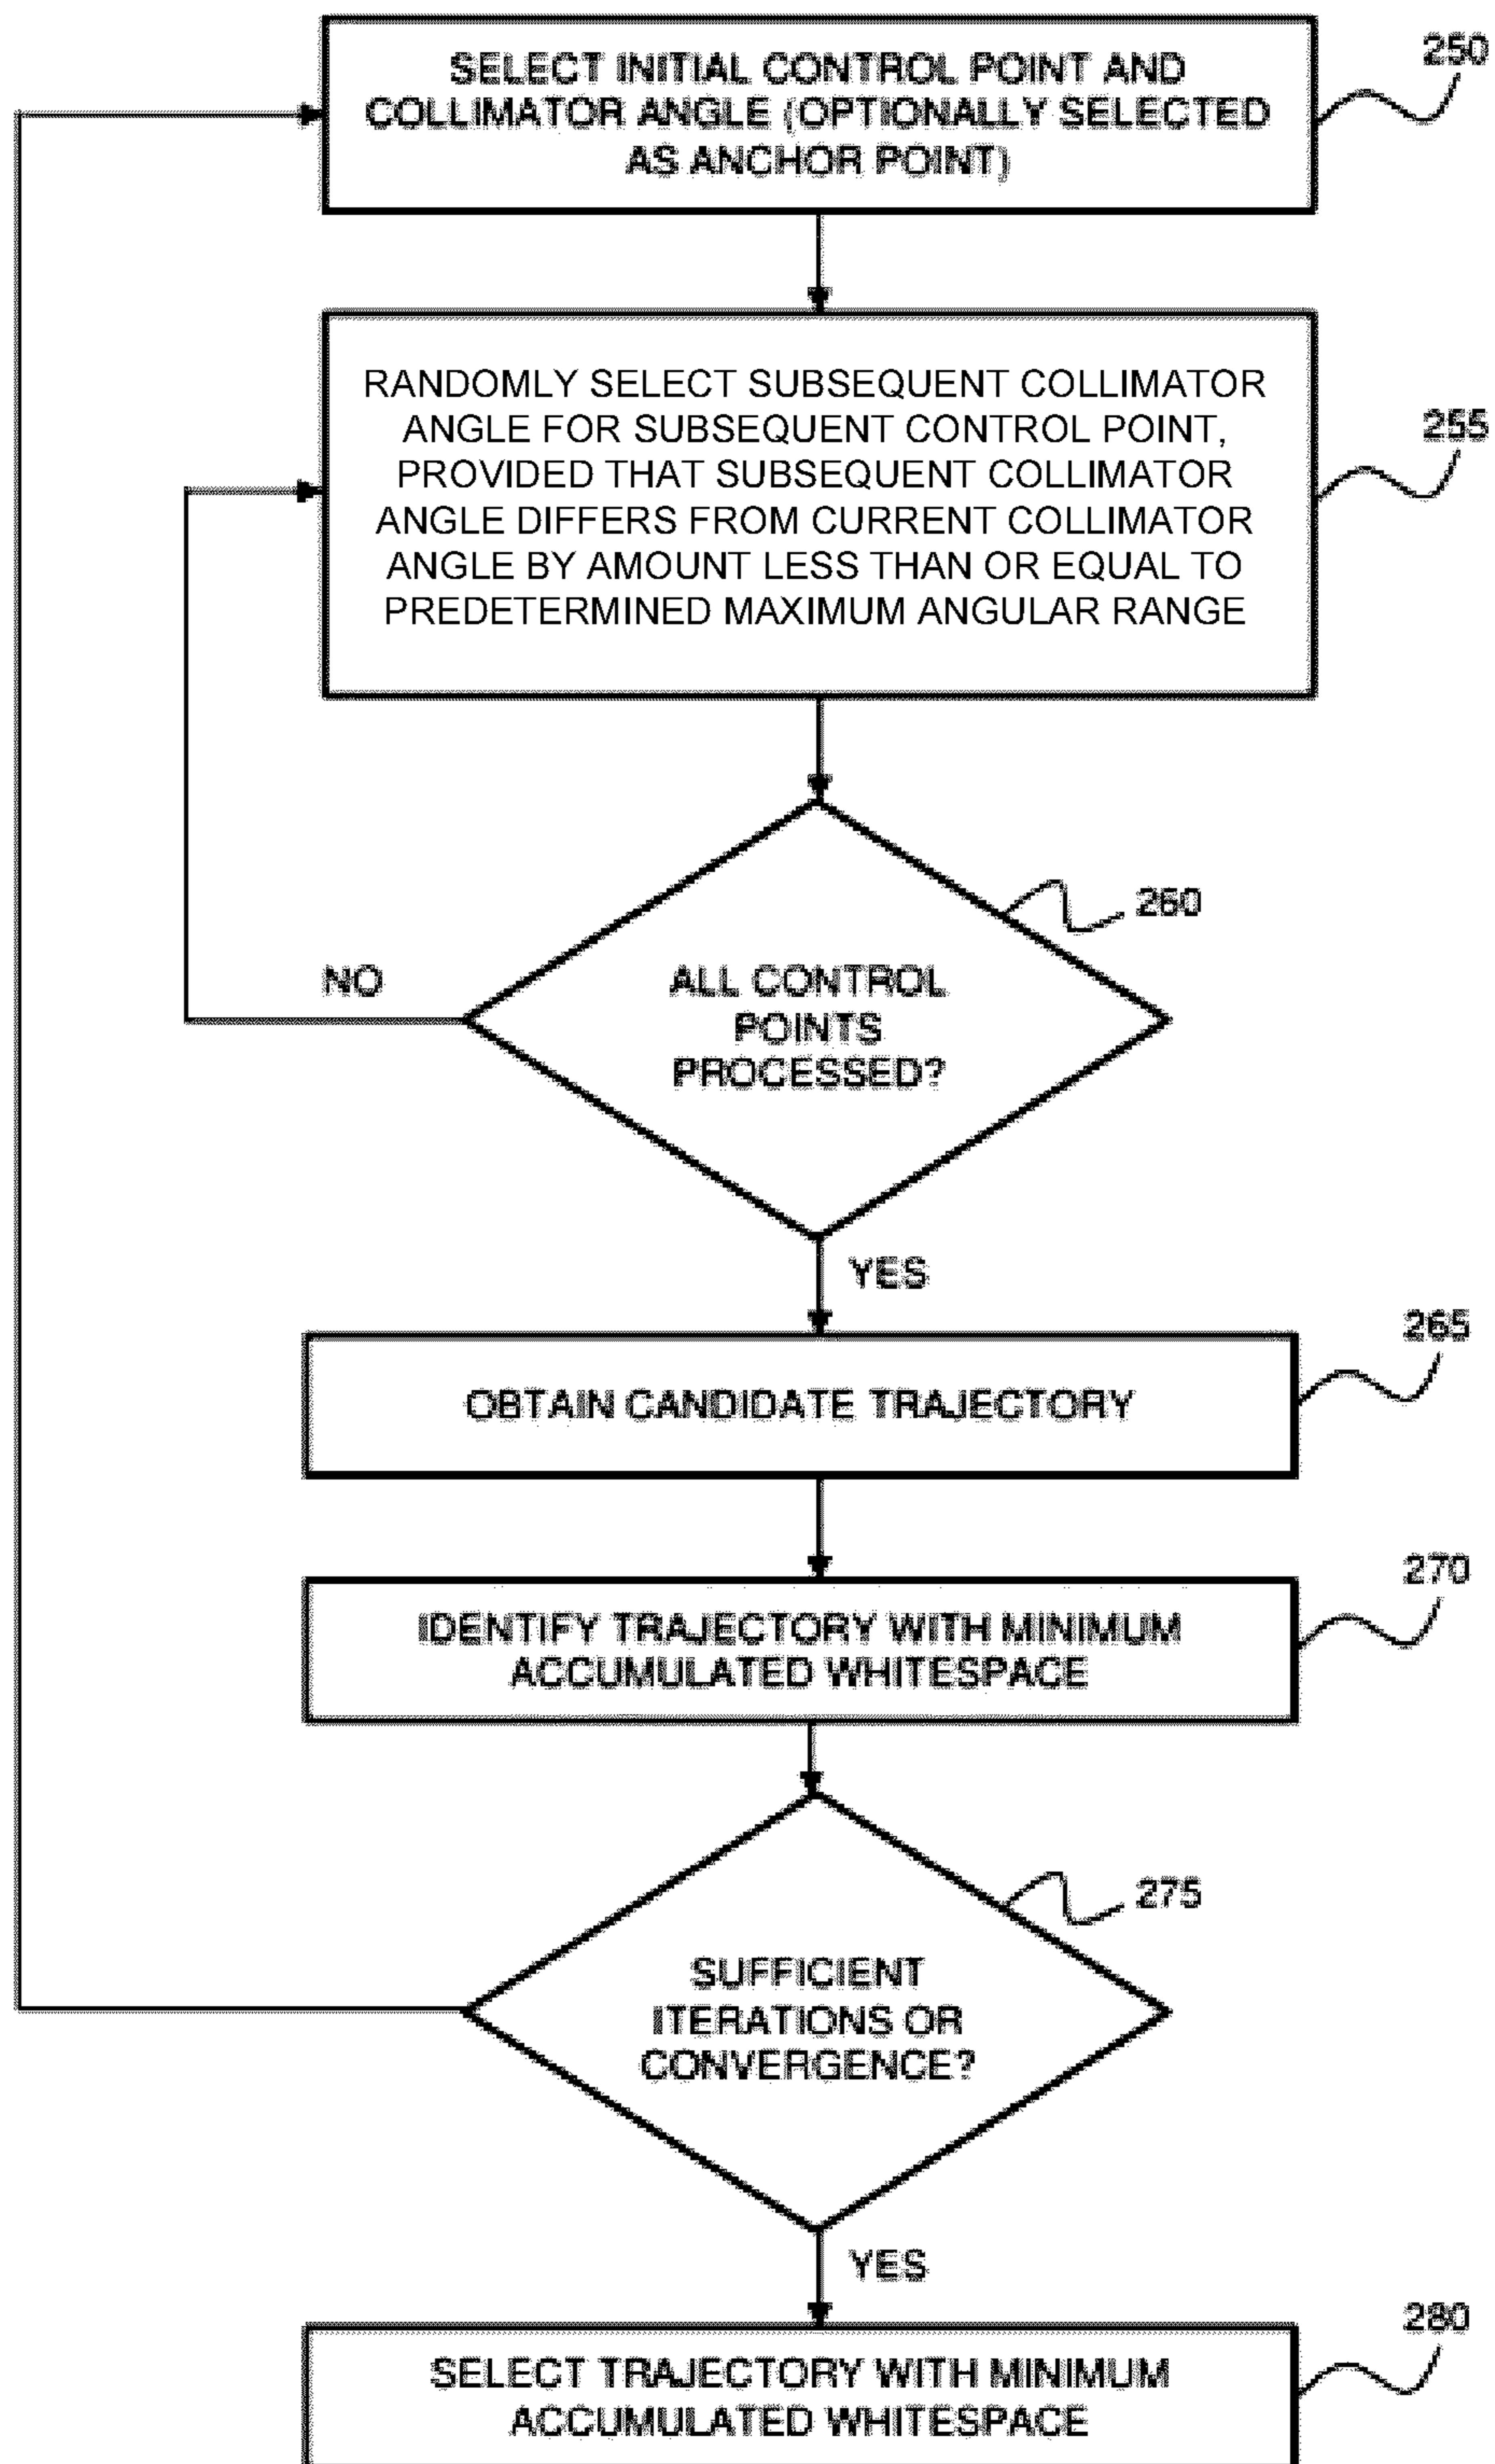 250
SELECT INITIAL CONTROL POINT AND
COLLIMATOR ANGLE (OPTIONALLY SELECTED
AS ANCHOR POINT)
255
RANDOMLY SELECT SUBSEQUENT COLLIMATOR
ANGLE FOR SUBSEQUENT CONTROL POINT,
PROVIDED THAT SUBSEQUENT COLLIMATOR
ANGLE DIFFERS FROM CURRENT COLLIMATOR
ANGLE BY AMOUNT LESS THAN OR EQUAL TO
PREDETERMINED MAXIMUM ANGULAR RANGE
260
NO
ALL CONTROL
POINTS
PROCESSED?
YES
265
OBTAIN CANDIDATE TRAJECTORY
270
IDENTIFY TRAJECTORY WITH MINIMUM
ACCUMULATED WHITESPACE
275
SUFFICIENT
ITERATIONS OR
CONVERGENCE?
YES
280
SELECT TRAJECTORY WITH MINIMUM
ACCUMULATED WHITESPACE